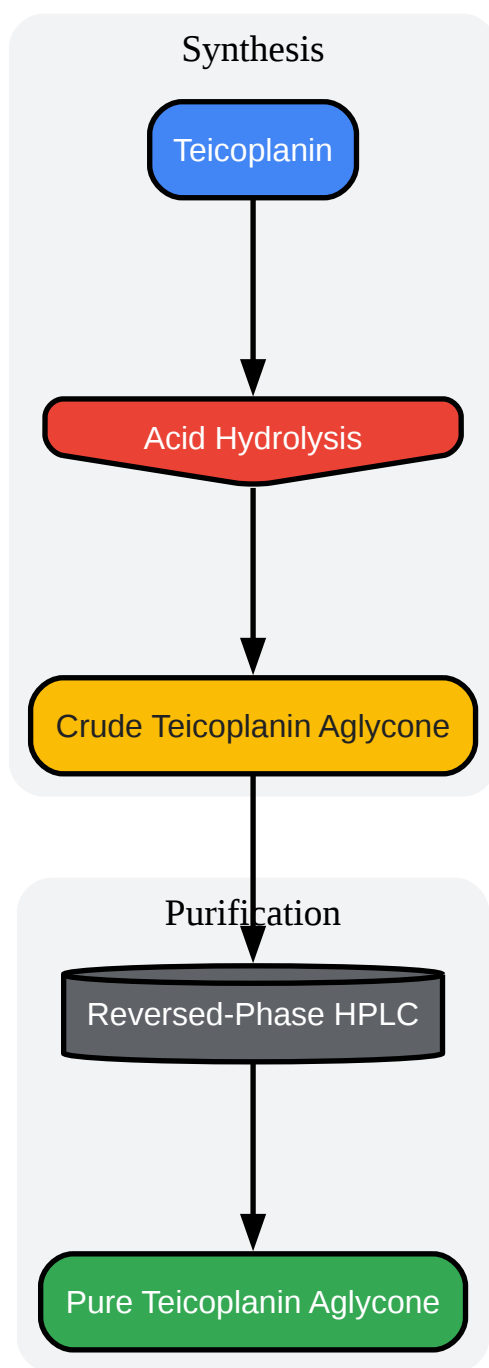 Synthesis
Teicoplanin
Acid Hydrolysis
Crude Teicoplanin Aglycone
Purification
Reversed-Phase HPLC
Pure Teicoplanin Aglycone